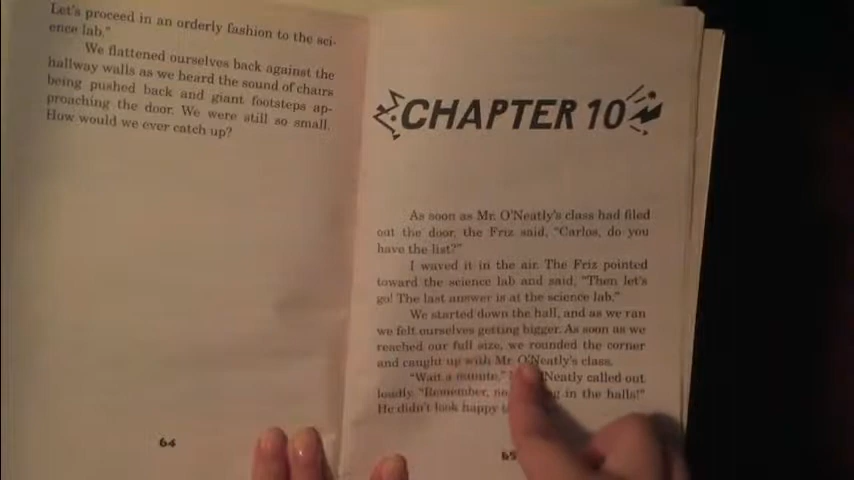 Let's proceed in an orderly fashion to the sci-
ence lab."
We flattened ourselves back against the
hallway walls as we heard the sound of chairs
being pushed back and giant footsteps ap-
proaching the door. We were still so small.
How would we ever catch up?
64
CHAPTER 10
As soon as Mr. O'Neatly's class had filed
out the door, the Friz said, "Carlos, do you
have the list?"
I waved it in the air. The Friz pointed
toward the science lab and said, "Then let's
go! The last answer is at the science lab."
We started down the hall, and as we ran
we felt ourselves getting bigger. As soon as we
reached our full size, we rounded the corner
and caught up with Mr. O'Neatly's class.
"Wait a minute," O'Neatly called out
loudly. "Remember, no in the halls!"
He didn't look happy
65